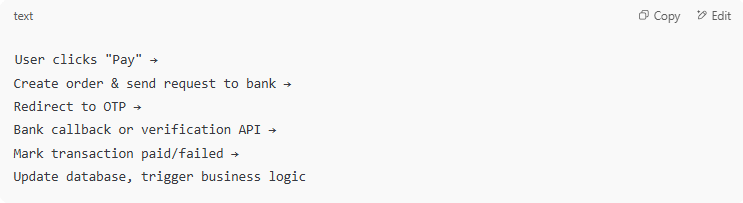 text
Copy
Edit
User clicks "Pay" →
Create order & send request to bank →
Redirect to OTP →
Bank callback or verification API →
Mark transaction paid/failed →
Update database, trigger business logic